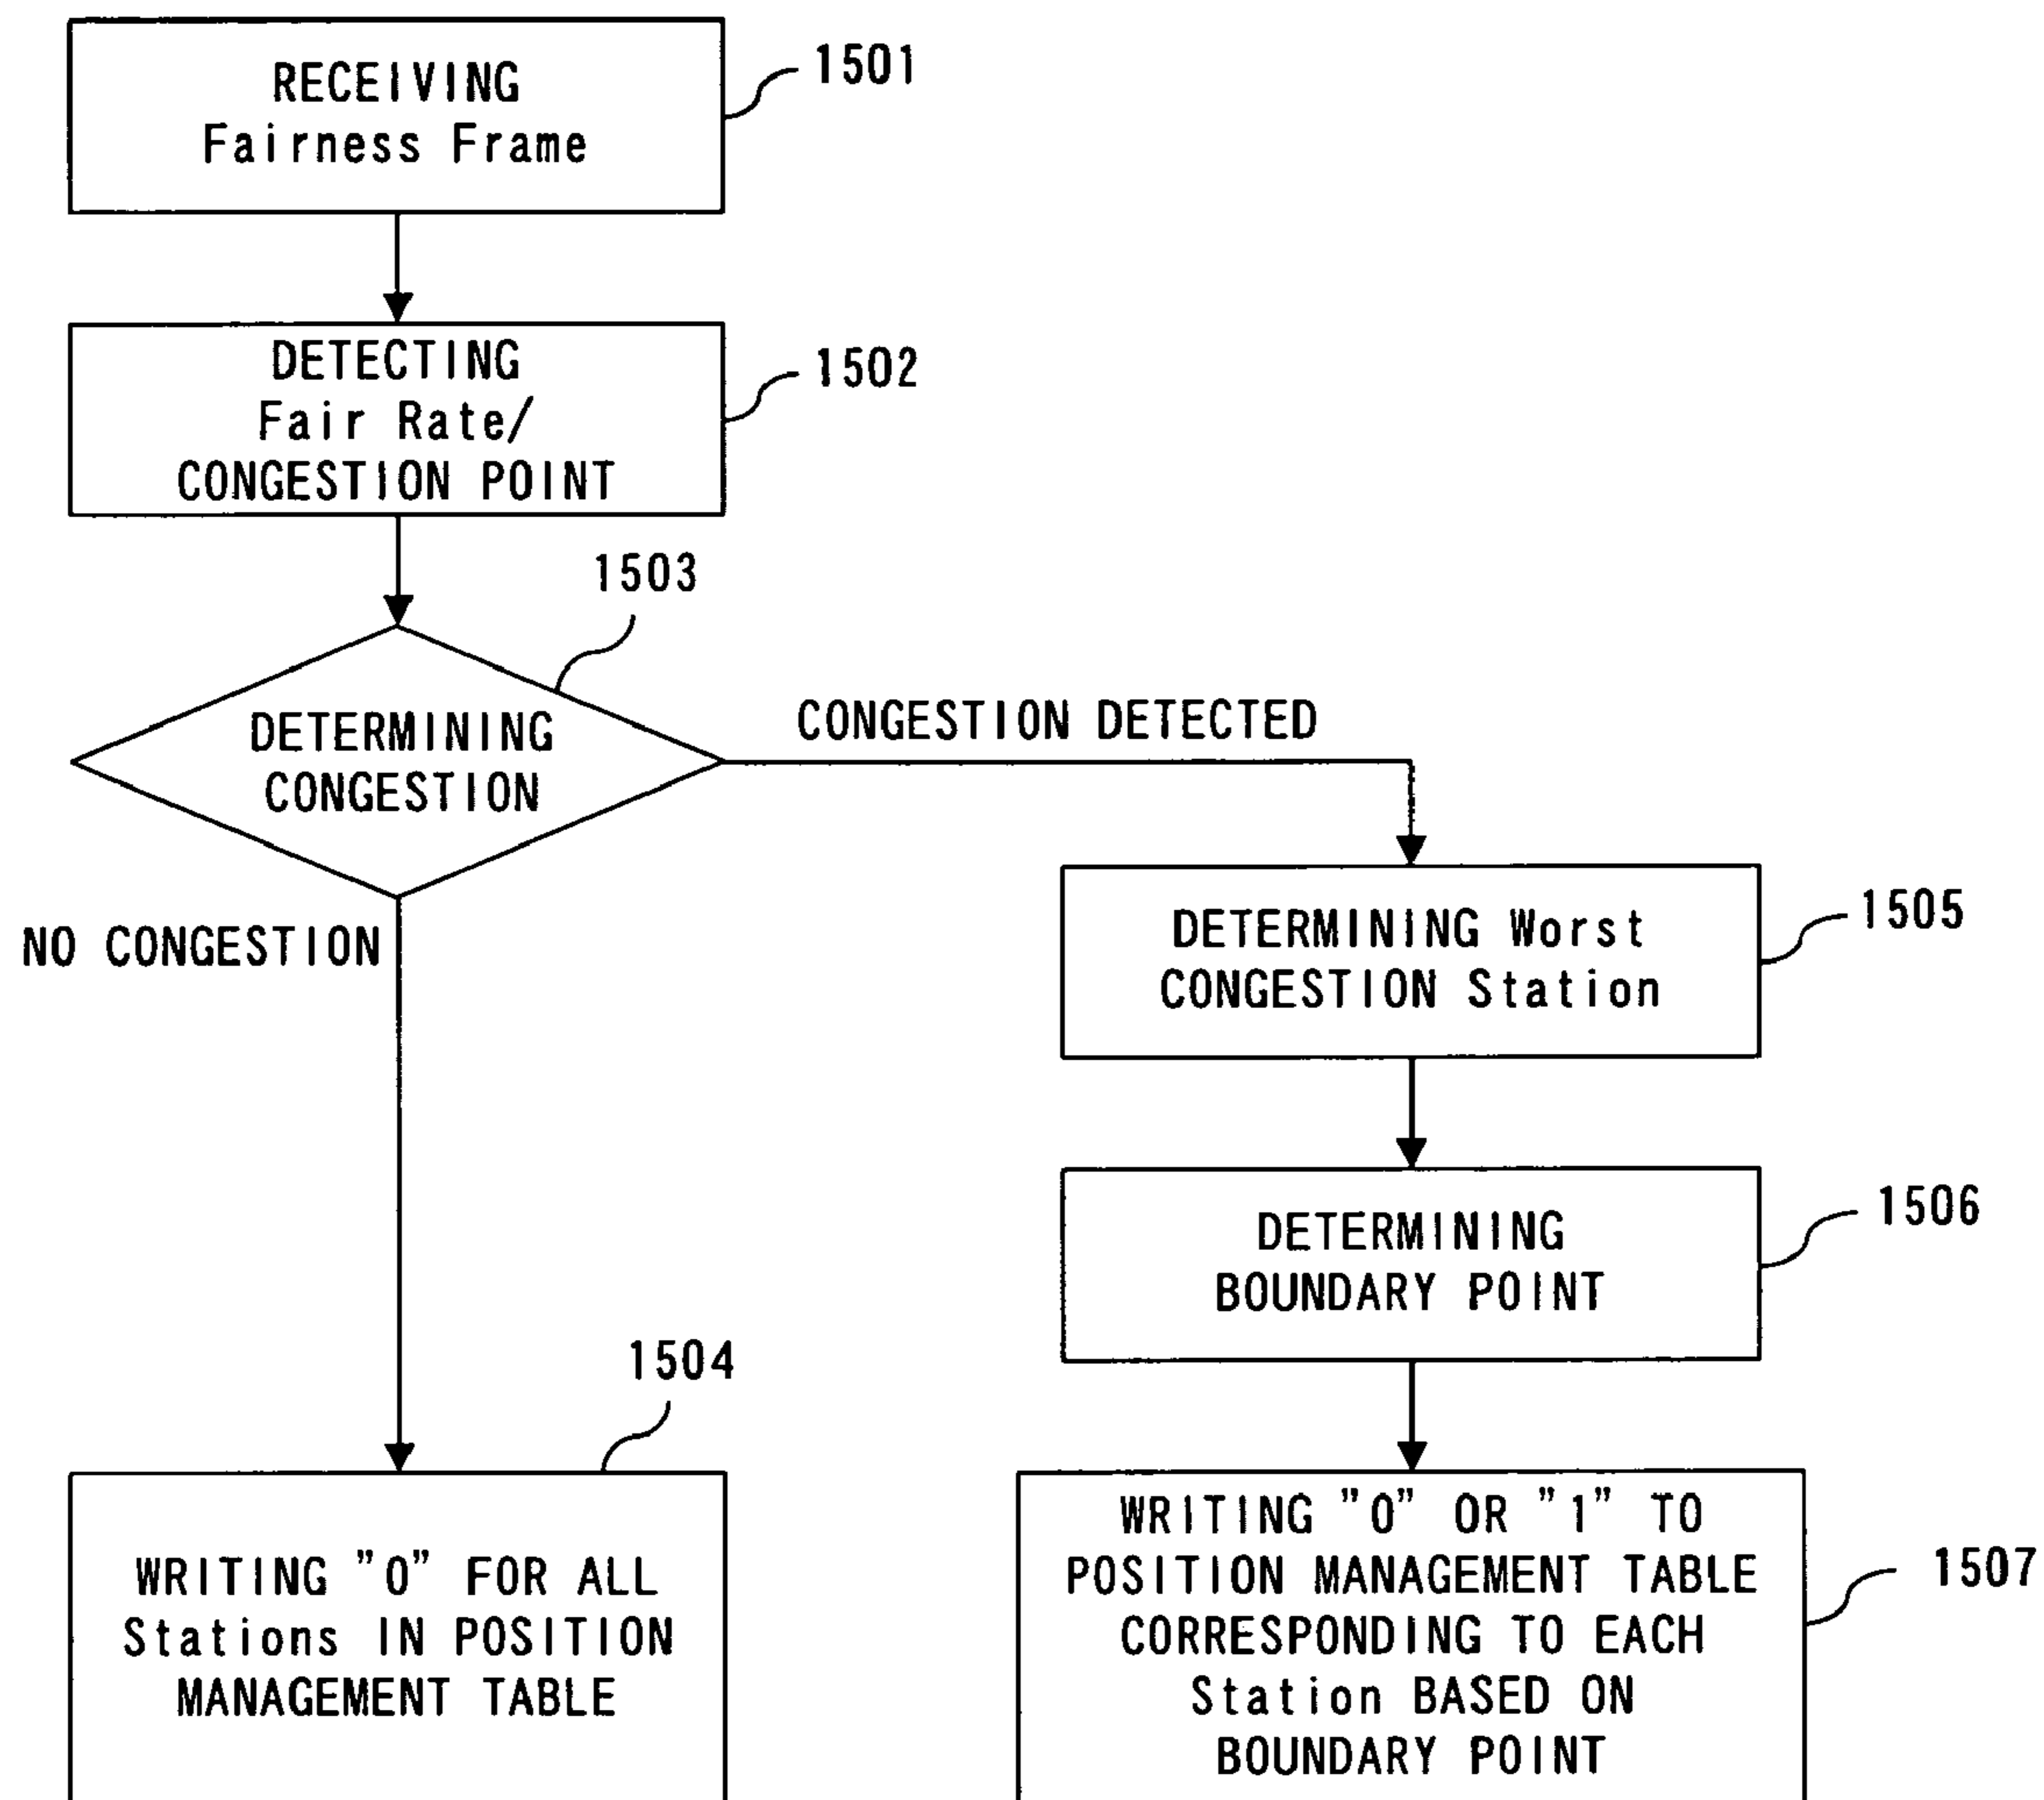 RECEIVING
Fairness Frame
1501
DETECTING
Fair Rate/
CONGESTION POINT
1502
1503
DETERMINING
CONGESTION
CONGESTION DETECTED
NO CONGESTION
DETERMINING Worst
CONGESTION Station
1505
DETERMINING
BOUNDARY POINT
1506
1504
WRITING "0" FOR ALL
Stations IN POSITION
MANAGEMENT TABLE
WRITING "0" OR "1" TO
POSITION MANAGEMENT TABLE
CORRESPONDING TO EACH
Station BASED ON
BOUNDARY POINT
1507